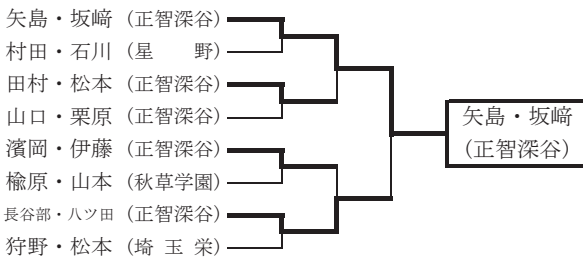 矢島・坂﨑（正智深谷）
村田・石川（星　　野）
田村・松本（正智深谷）
山口・栗原（正智深谷）
濱岡・伊藤（正智深谷）
楡原・山本（秋草学園）
長谷部・八ツ田（正智深谷）
狩野・松本（埼 玉 栄）
矢島・坂﨑
（正智深谷）